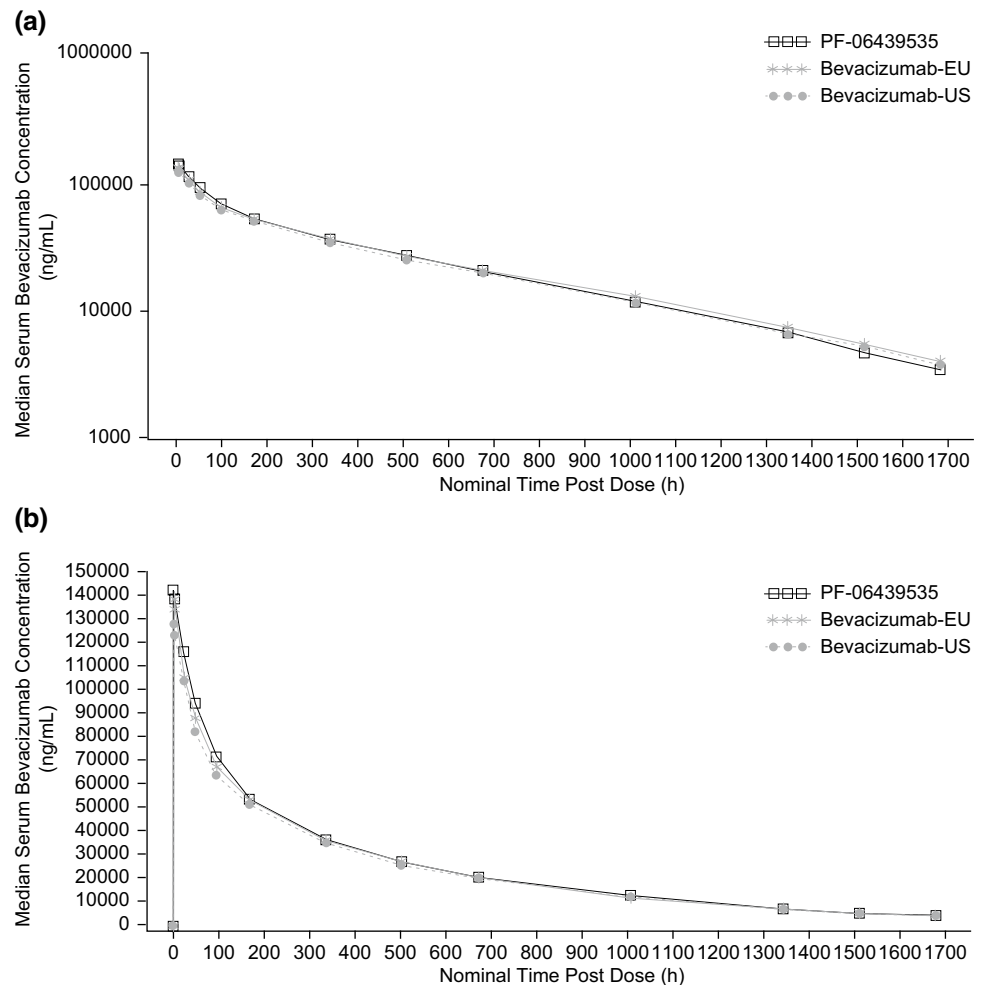 (a)
1000000
100000
10000
1000
Median Serum Bevacizumab Concentration
(ng/mL)
PF-06439535
Bevacizumab-EU
Bevacizumab-US
0 100 200 300 400 500 600 700 800 900 1000 1100 1200 1300 1400 1500 1600 1700
Nominal Time Post Dose (h)
(b)
150000
140000
130000
120000
110000
100000
90000
80000
70000
60000
50000
40000
30000
20000
10000
0
Median Serum Bevacizumab Concentration
(ng/mL)
PF-06439535
Bevacizumab-EU
Bevacizumab-US
0 100 200 300 400 500 600 700 800 900 1000 1100 1200 1300 1400 1500 1600 1700
Nominal Time Post Dose (h)